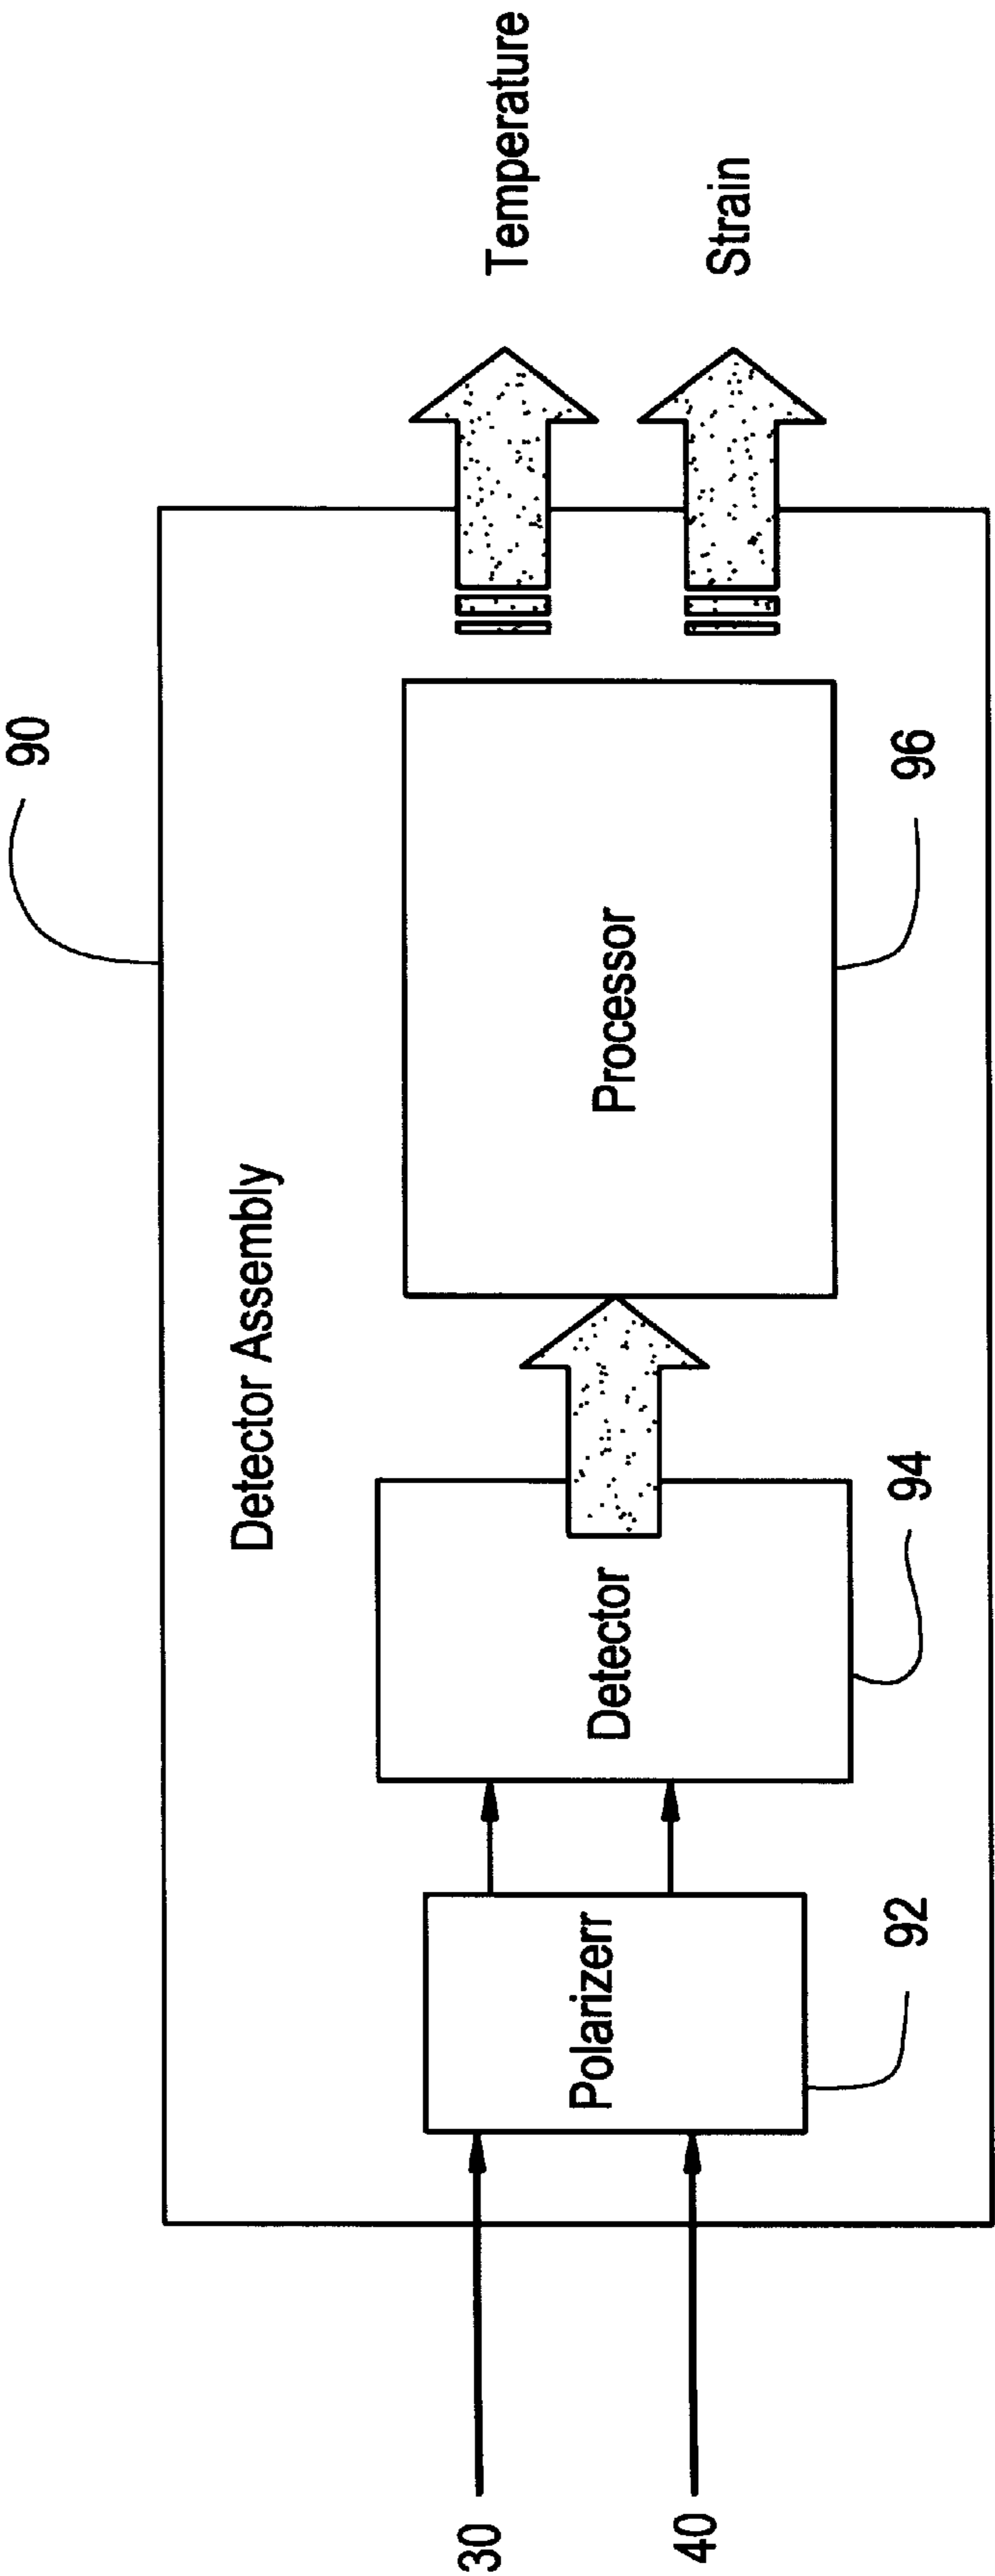 90
Detector Assembly
30
40
Polarizerr
92
Detector
94
Processor
96
Temperature
Strain